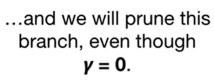 ...and we will prune this
branch, even though
γ = 0.